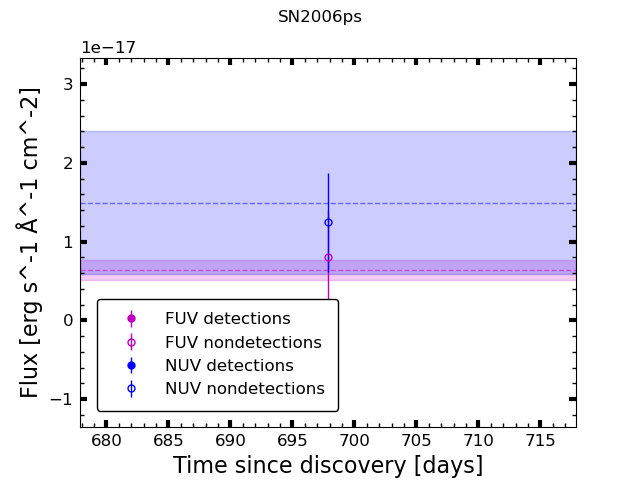 SN2006ps
1e−17
3
2
1
0
−1
Flux [erg s^-1 Å^-1 cm^-2]
FUV detections
FUV nondetections
NUV detections
NUV nondetections
680 685 690 695 700 705 710 715
Time since discovery [days]